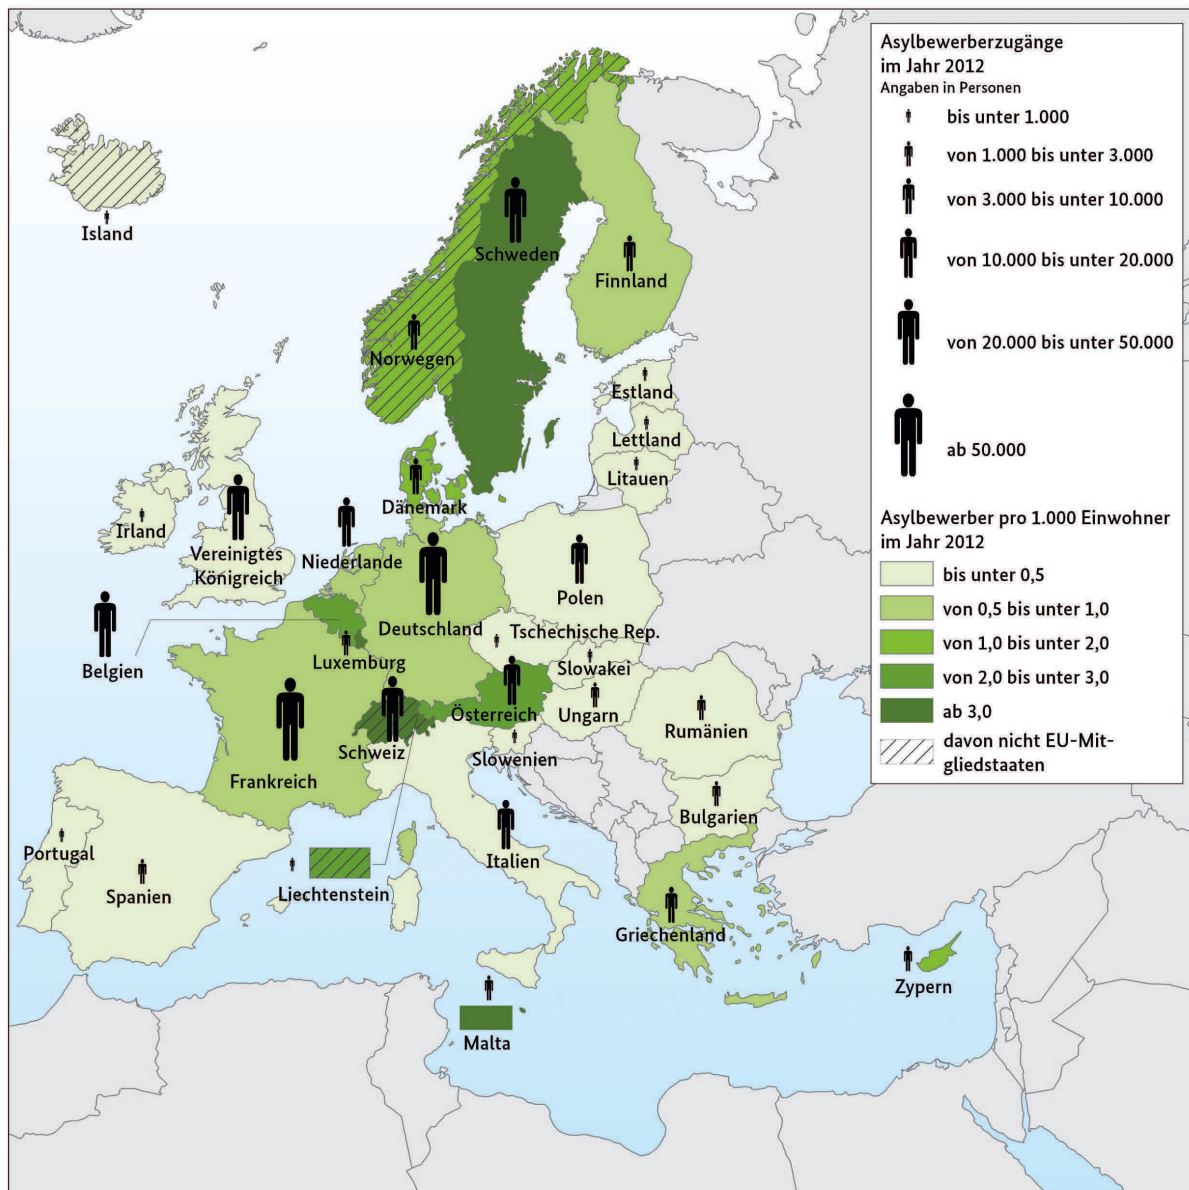 Asylbewerberzugänge
im Jahr 2012
Angaben in Personen
bis unter 1.000
von 1.000 bis unter 3.000
von 3.000 bis unter 10.000
von 10.000 bis unter 20.000
von 20.000 bis unter 50.000
ab 50.000
Asylbewerber pro 1.000 Einwohner
im Jahr 2012
bis unter 0,5
von 0,5 bis unter 1,0
von 1,0 bis unter 2,0
von 2,0 bis unter 3,0
ab 3,0
davon nicht EU-Mit-
gliedstaaten
Island
Schweden
Finnland
Norwegen
Estland
Lettland
Litauen
Dänemark
Irland
Vereinigtes
Königreich
Niederlande
Polen
Deutschland
Tschechische Rep.
Belgien
Luxemburg
Slowakei
Österreich
Ungarn
Rumänien
Schweiz
Slowenien
Frankreich
Bulgarien
Portugal
Italien
Spanien
Liechtenstein
Griechenland
Zypern
Malta